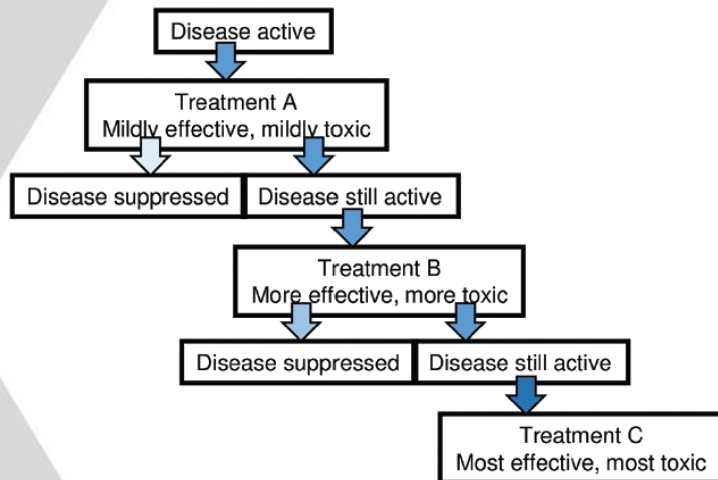 Disease active
Treatment A
Mildly effective, mildly toxic
Disease suppressed
Disease still active
Treatment B
More effective, more toxic
Disease suppressed
Disease still active
Treatment C
Most effective, most toxic